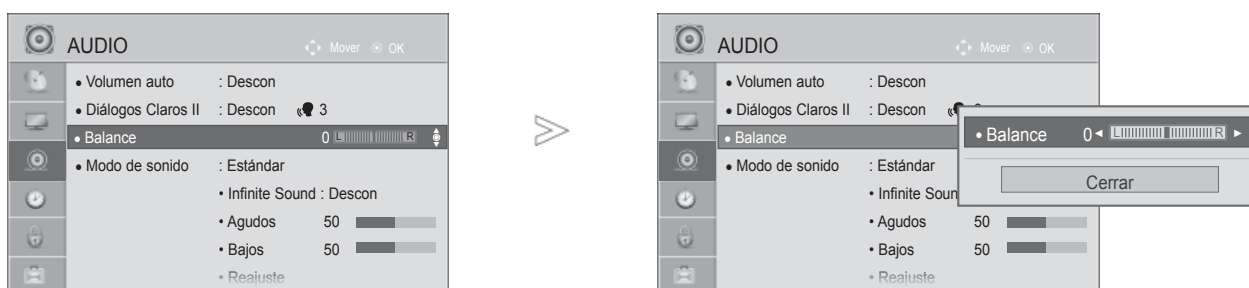 AUDIO Mover OK
• Volumen auto : Descon
• Diálogos Claros II : Descon 3
• Balance 0 L R
• Modo de sonido : Estándar
• Infinite Sound : Descon
• Agudos 50
• Bajos 50
• Reajuste
AUDIO Mover OK
• Volumen auto : Descon
• Diálogos Claros II : Descon
• Balance
• Modo de sonido : Estándar
• Infinite Soun
• Agudos 50
• Bajos 50
• Reajuste
• Balance 0 ◄ L R ►
Cerrar